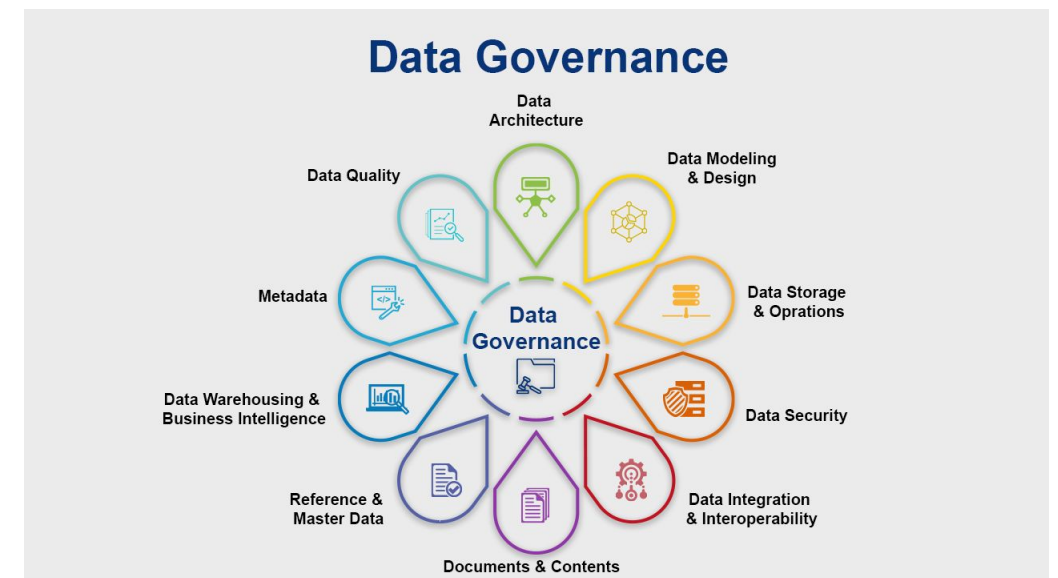 Data Governance
Data
Architecture
Data Modeling
& Design
Data Storage
& Oprations
Data Security
Data Integration
& Interoperability
Documents & Contents
Reference &
Master Data
Data Warehousing &
Business Intelligence
Metadata
Data Quality
Data
Governance